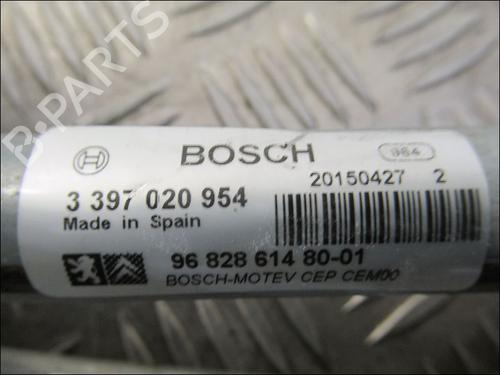 B-PARTS
BOSCH
984
3 397 020 954
20150427 2
Made in Spain
96 828 614 80-01
BOSCH-MOTEV CEP CEM00